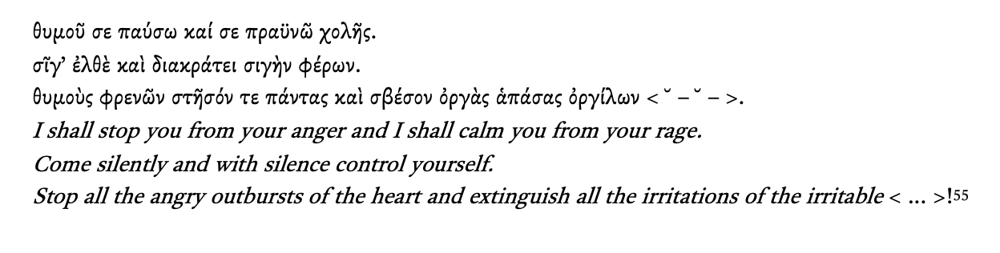 θυμοῦ σε παύσω καί σε πραϋνῶ χολῆς.
σῖγ’ ἐλθὲ καὶ διακράτει σιγὴν φέρων.
θυμοὺς φρενῶν στῆσόν τε πάντας καὶ σβέσον ὀργὰς ἁπάσας ὀργίλων < ˘ – ˘ – >.
I shall stop you from your anger and I shall calm you from your rage.
Come silently and with silence control yourself.
Stop all the angry outbursts of the heart and extinguish all the irritations of the irritable < ... >!55